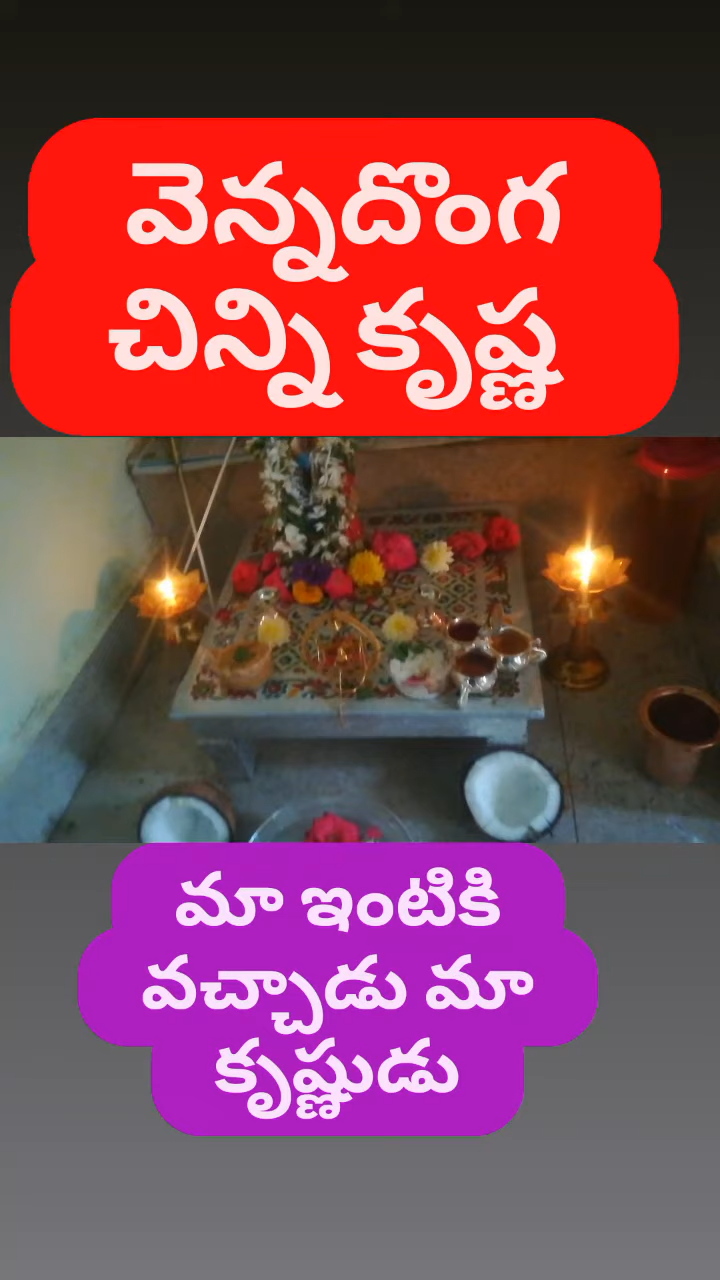 వెన్నదొంగ
చిన్ని కృష్ణ
మా ఇంటికి
వచ్చాడు మా
కృష్ణుడు